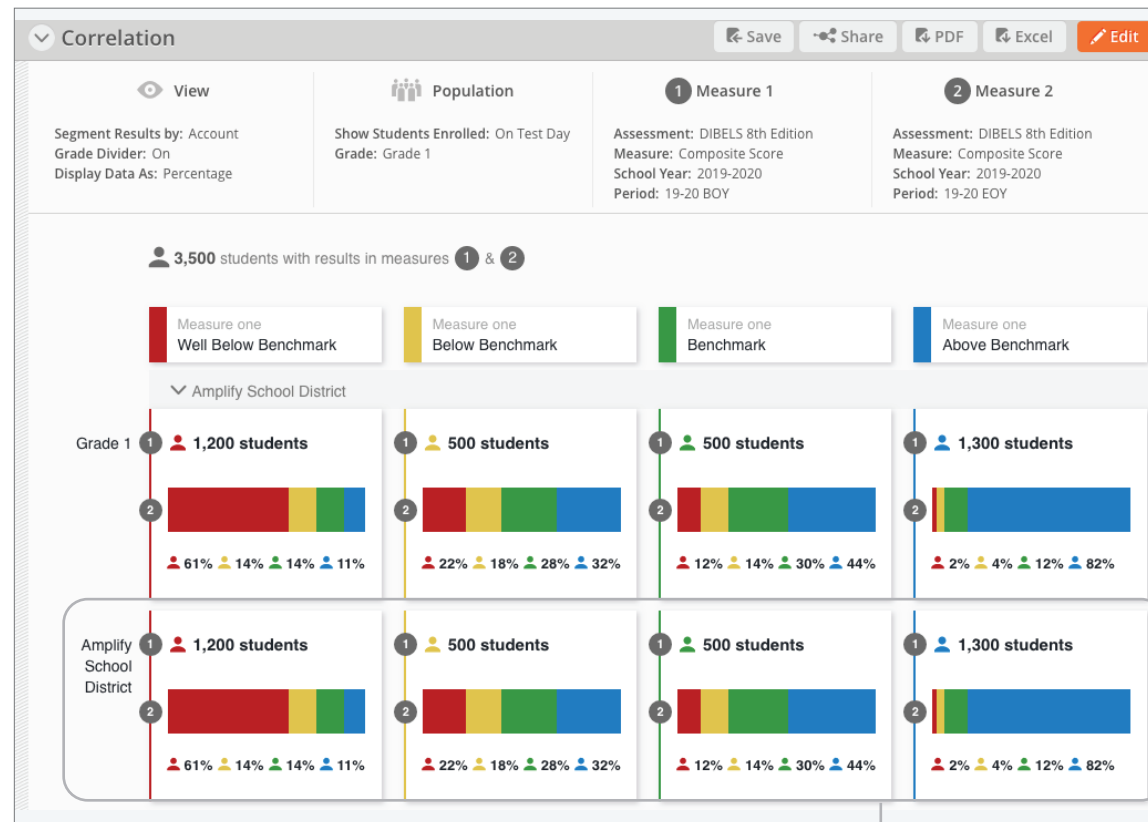 Correlation
Save
Share
PDF
Excel
Edit
View
Segment Results by: Account
Grade Divider: On
Display Data As: Percentage
Population
Show Students Enrolled: On Test Day
Grade: Grade 1
1 Measure 1
Assessment: DIBELS 8th Edition
Measure: Composite Score
School Year: 2019-2020
Period: 19-20 BOY
2 Measure 2
Assessment: DIBELS 8th Edition
Measure: Composite Score
School Year: 2019-2020
Period: 19-20 EOY
3,500 students with results in measures 1 & 2
Measure one
Well Below Benchmark
Measure one
Below Benchmark
Measure one
Benchmark
Measure one
Above Benchmark
Amplify School District
Grade 1
1 1,200 students
2
61% 14% 14% 11%
1 500 students
2
22% 18% 28% 32%
1 500 students
2
12% 14% 30% 44%
1 1,300 students
2
2% 4% 12% 82%
Amplify
School
District
1 1,200 students
2
61% 14% 14% 11%
1 500 students
2
22% 18% 28% 32%
1 500 students
2
12% 14% 30% 44%
1 1,300 students
2
2% 4% 12% 82%